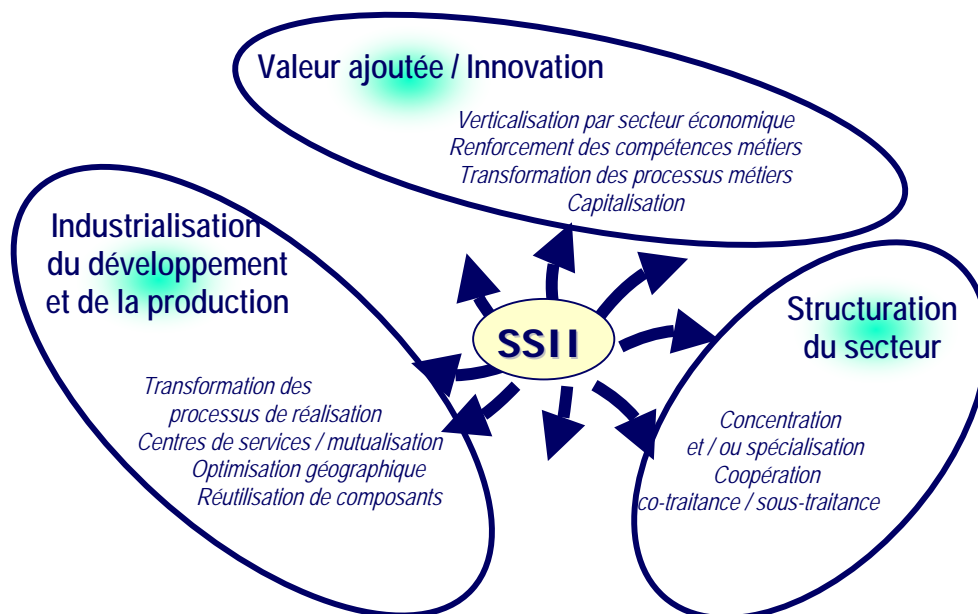 Valeur ajoutée / Innovation
Verticalisation par secteur économique
Renforcement des compétences métiers
Transformation des processus métiers
Capitalisation
Industrialisation
du développement
et de la production
Transformation des
processus de réalisation
Centres de services / mutualisation
Optimisation géographique
Réutilisation de composants
SSII
Structuration
du secteur
Concentration
et / ou spécialisation
Coopération
co-traitance / sous-traitance